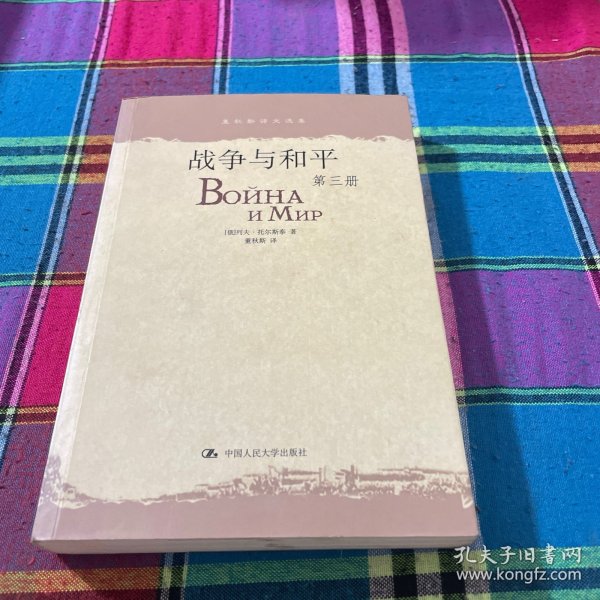 董秋斯译文选集
战争与和平
第三册
Война
и Мир
[俄]列夫·托尔斯泰 著
董秋斯 译
中国人民大学出版社
孔夫子旧书网
www.kongfz.com